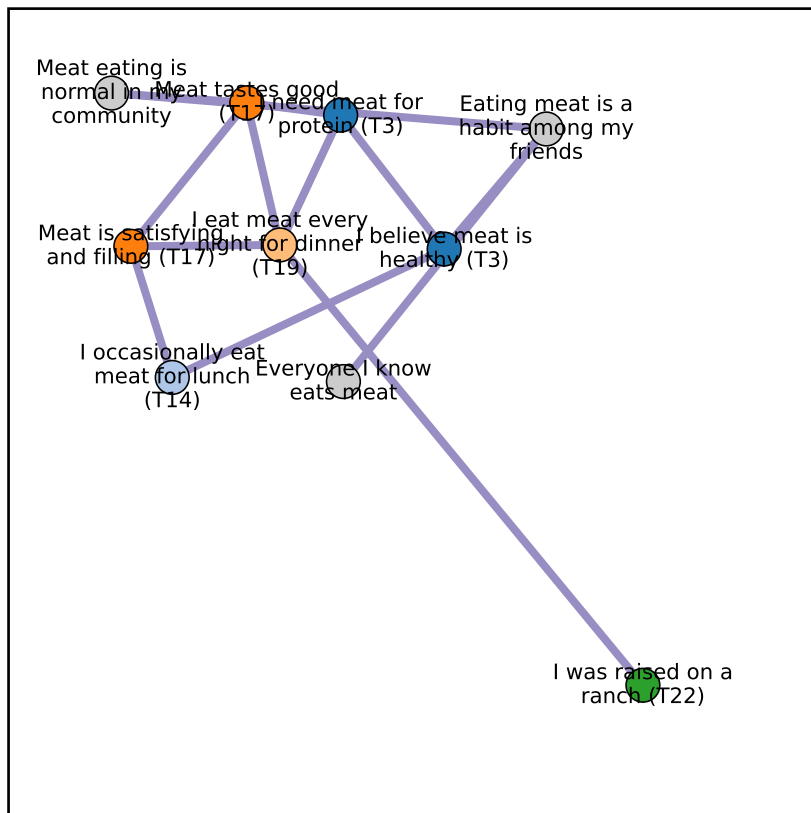 Meat eating is
normal in my
community
Meat tastes good
(T17)
I need meat for
protein (T3)
Eating meat is a
habit among my
friends
Meat is satisfying
and filling (T17)
I eat meat every
night for dinner
(T19)
I believe meat is
healthy (T3)
I occasionally eat
meat for lunch
(T14)
Everyone I know
eats meat
I was raised on a
ranch (T22)